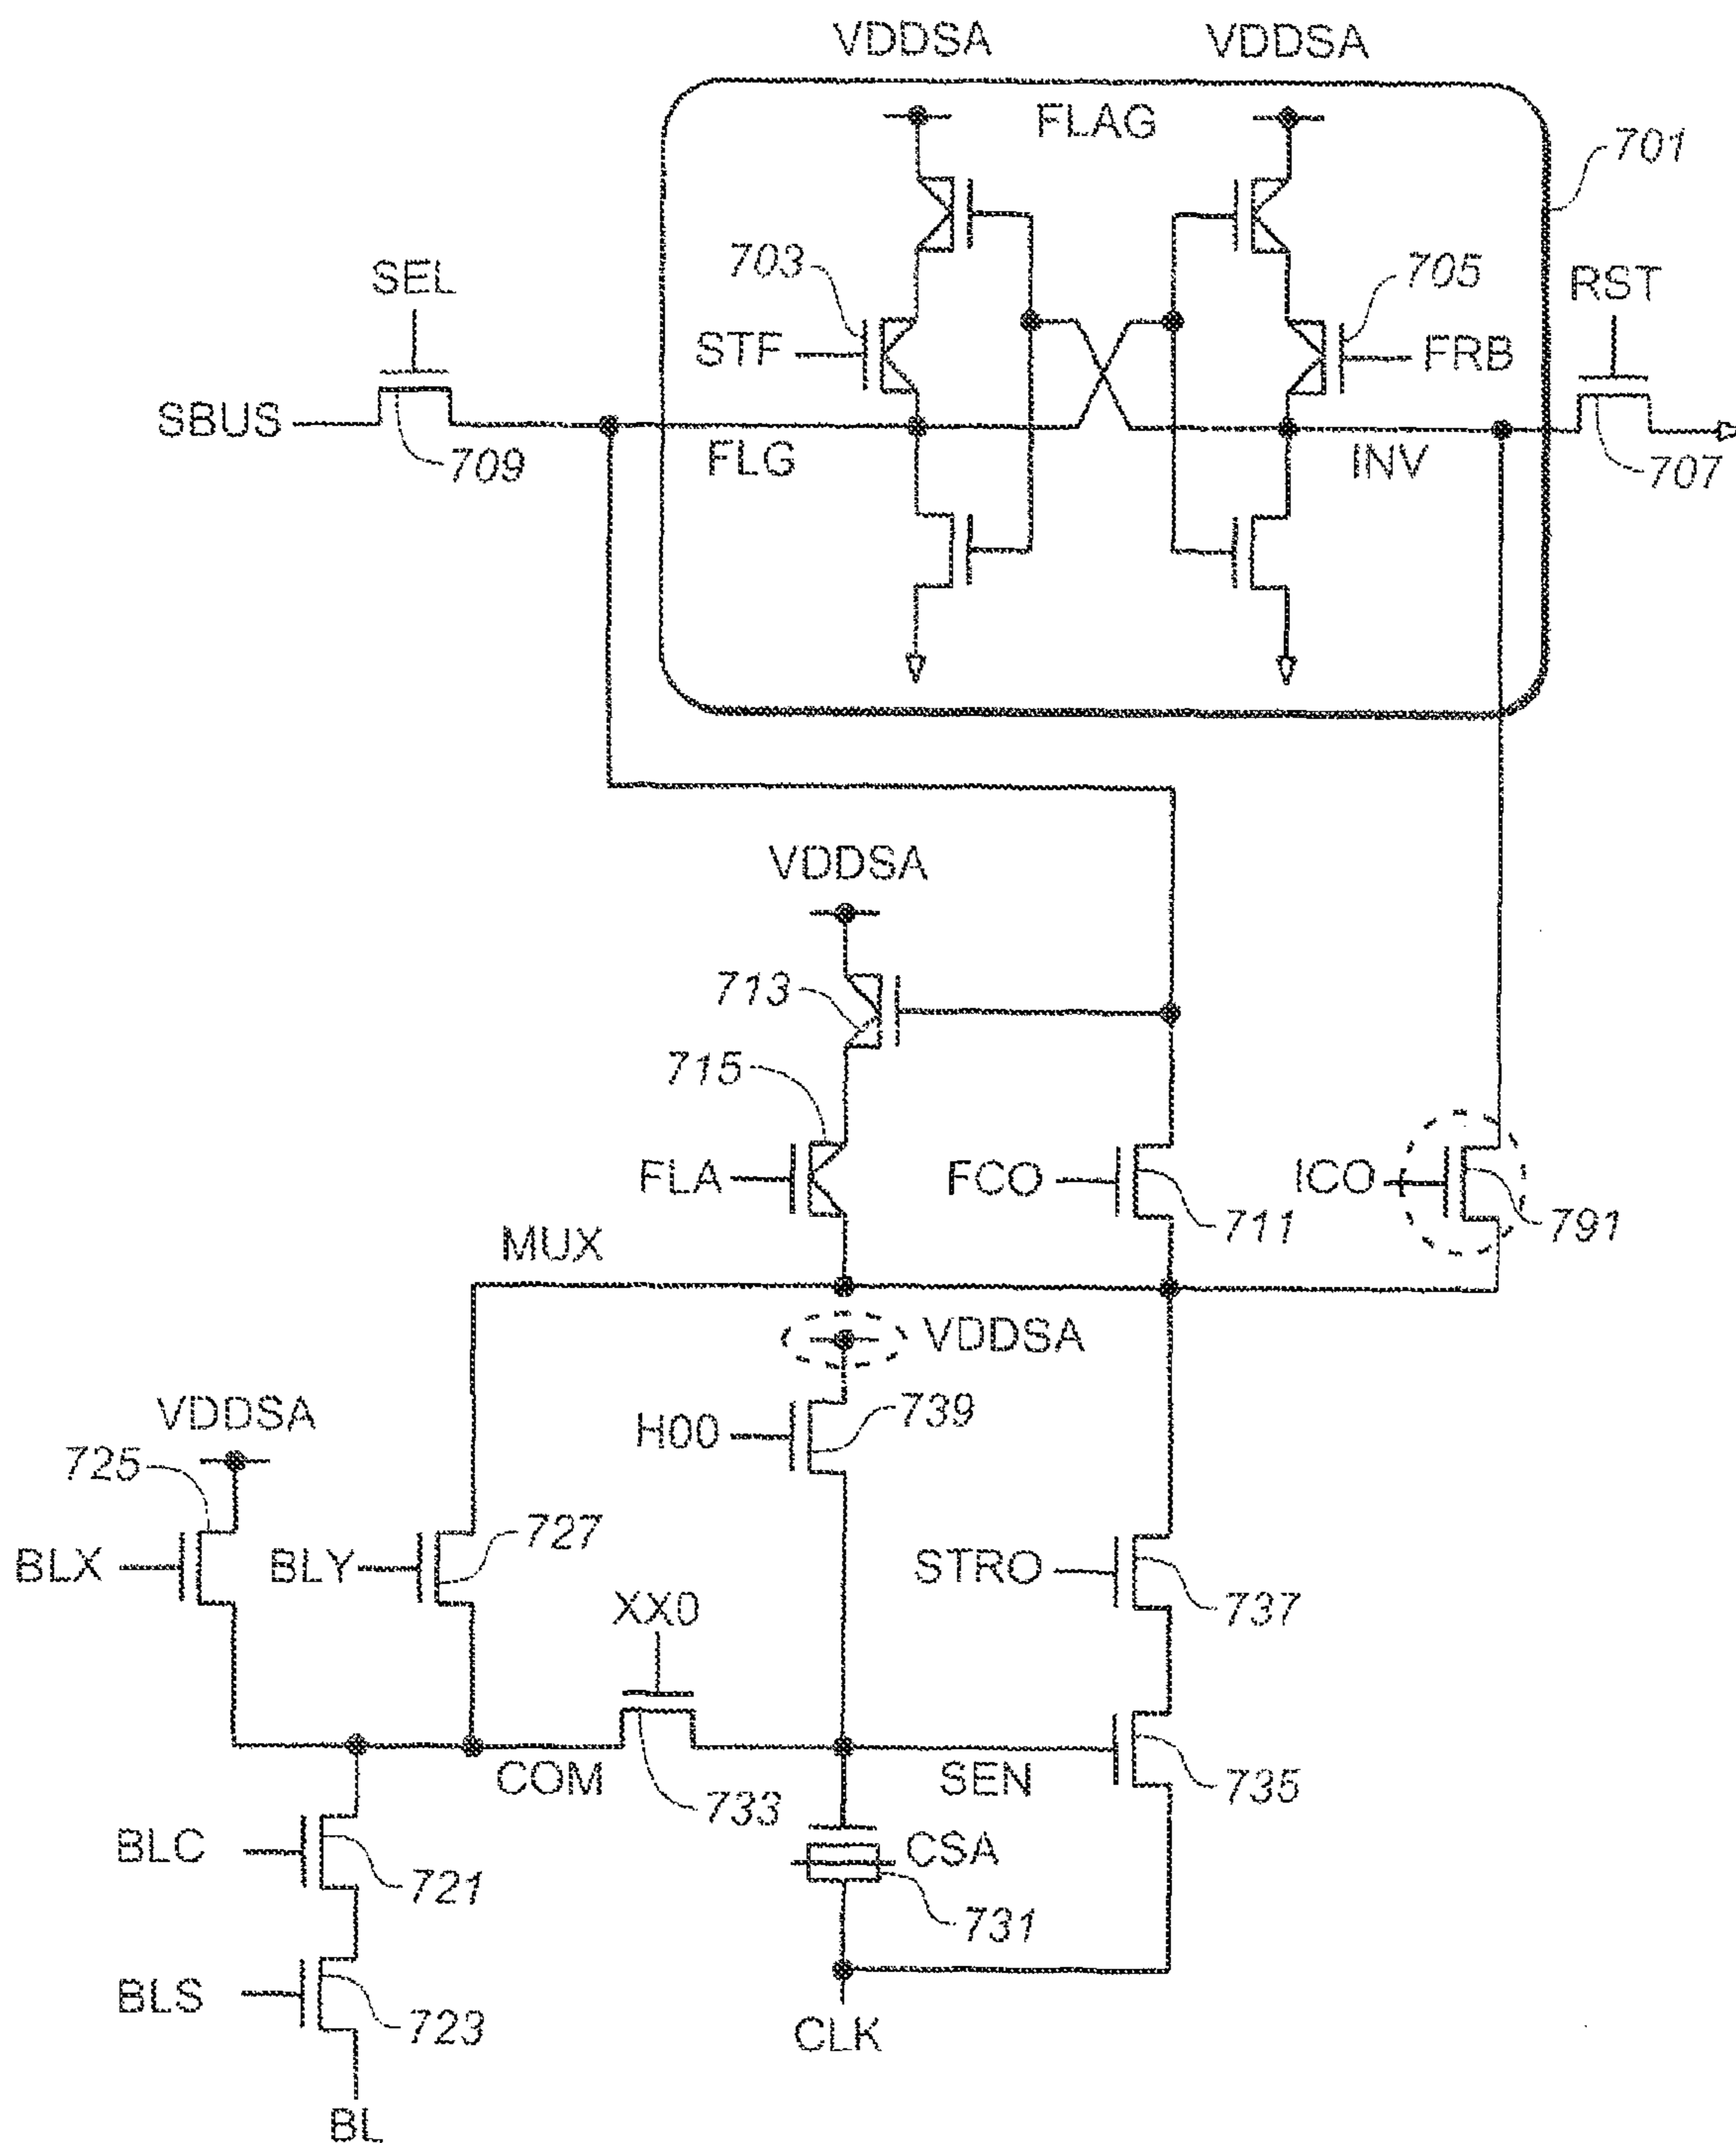 VDDSA
VDDSA
FLAG
701
703
705
SEL
RST
STF
FRB
SBUS
709
FLG
INV
707
VDDSA
713
715
FLA
FCO
ICO
711
791
MUX
VDDSA
VDDSA
H00
739
725
727
BLX
BLY
STRO
737
XX0
COM
733
SEN
735
BLC
721
CSA
731
BLS
723
CLK
BL